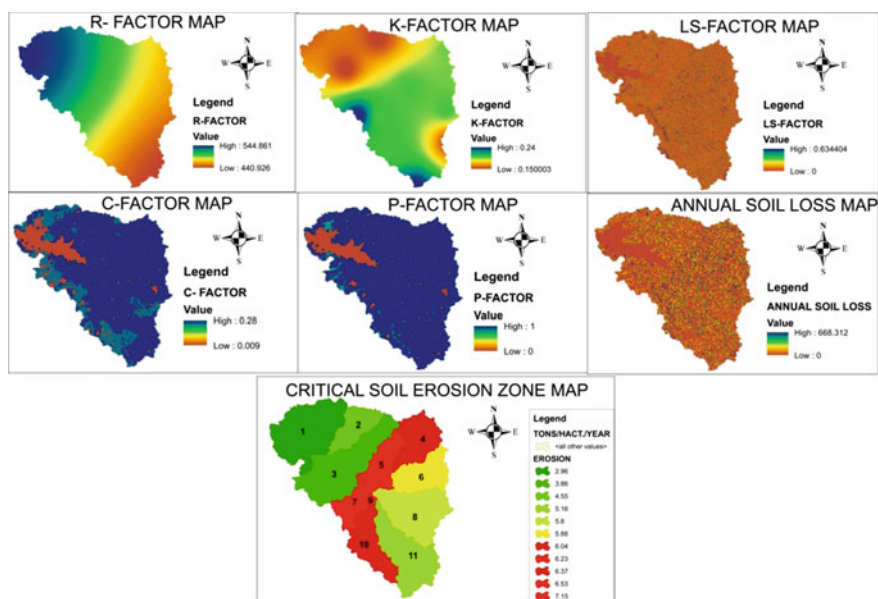 R- FACTOR MAP
N
W E
S
Legend
R-FACTOR
Value
High : 544.861
Low : 440.926
K-FACTOR MAP
N
W E
S
Legend
K-FACTOR
Value
High : 0.24
Low : 0.150003
LS-FACTOR MAP
N
W E
S
Legend
LS-FACTOR
Value
High : 0.634404
Low : 0
C-FACTOR MAP
N
W E
S
Legend
C- FACTOR
Value
High : 0.28
Low : 0.009
P-FACTOR MAP
N
W E
S
Legend
P-FACTOR
Value
High : 1
Low : 0
ANNUAL SOIL LOSS MAP
N
W E
S
Legend
ANNUAL SOIL LOSS
Value
High : 668.312
Low : 0
CRITICAL SOIL EROSION ZONE MAP
1
2
3
4
5
6
7
9
8
10
11
N
W E
S
Legend
TONS/HACT./YEAR
<all other values>
EROSION
2.96
3.86
4.55
5.16
5.8
5.88
6.04
6.23
6.37
6.53
7.15